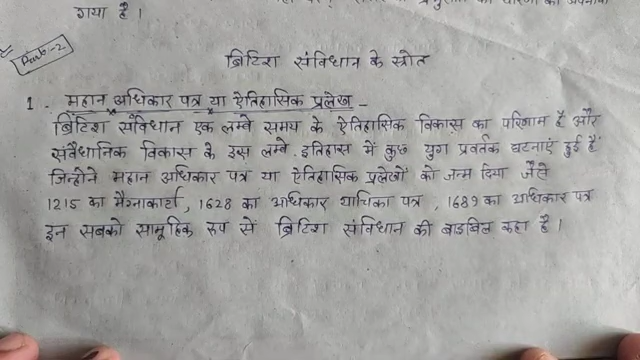 गया है।
Part-2
ब्रिटिश संविधान के स्रोत
1. महान अधिकार पत्र या ऐतिहासिक प्रलेख -
ब्रिटिश संविधान एक लम्बे समय के ऐतिहासिक विकास का परिणाम है और
संवैधानिक विकास के इस लम्बे इतिहास में कुछ युग प्रवर्तक घटनाएं हुई हैं
जिन्होने महान अधिकार पत्र या ऐतिहासिक प्रलेखों को जन्म दिया जैसे
1215 का मैग्नाकार्टा, 1628 का अधिकार याचिका पत्र, 1689 का अधिकार पत्र
इन सबको सामूहिक रूप से ब्रिटिश संविधान की बाइबिल कहा है।